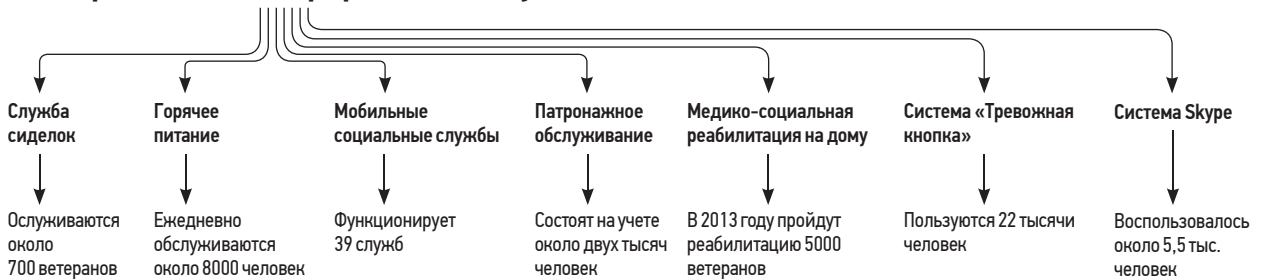 Служба
сиделок
Горячее
питание
Мобильные
социальные службы
Патронажное
обслуживание
Медико-социальная
реабилитация на дому
Система «Тревожная
кнопка»
Система Skype
Ослуживаются
около
700 ветеранов
Ежедневно
обслуживаются
около 8000 человек
Функционирует
39 служб
Состоят на учете
около двух тысяч
человек
В 2013 году пройдут
реабилитацию 5000
ветеранов
Пользуются 22 тысячи
человек
Воспользовалось
около 5,5 тыс.
человек